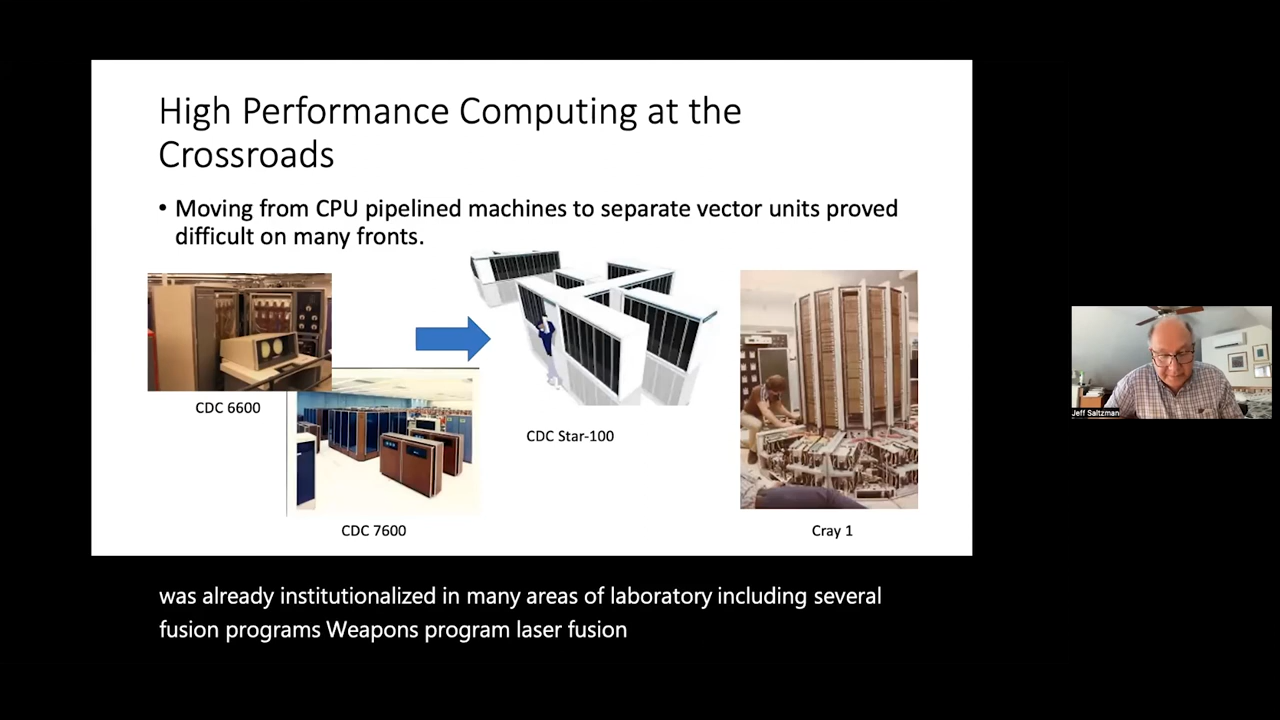 High Performance Computing at the
Crossroads
• Moving from CPU pipelined machines to separate vector units proved
difficult on many fronts.
CDC 6600
CDC Star-100
CDC 7600
Cray 1
Jeff Saltzman
was already institutionalized in many areas of laboratory including several
fusion programs Weapons program laser fusion